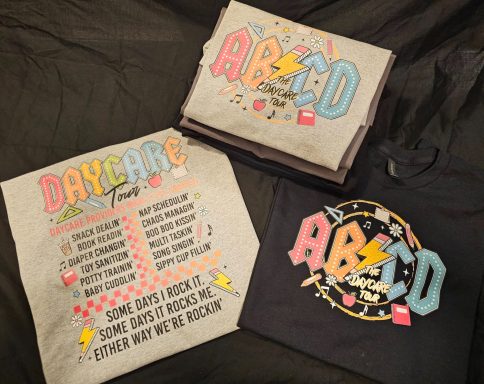 ABCD
THE
DAYCARE
TOUR
DAYCARE
Tour
SNACK DEALIN'
BOOK READIN'
DIAPER CHANGIN'
TOY SANITIZIN'
POTTY TRAININ'
BABY CUDDLIN'
NAP SCHEDULIN'
CHAOS MANAGIN'
BOO BOO KISSIN'
MULTI TASKIN'
SONG SINGIN'
SIPPY CUP FILLIN'
SOME DAYS I ROCK IT.
SOME DAYS IT ROCKS ME.
EITHER WAY WE'RE ROCKIN'
ABCD
THE
DAYCARE
TOUR